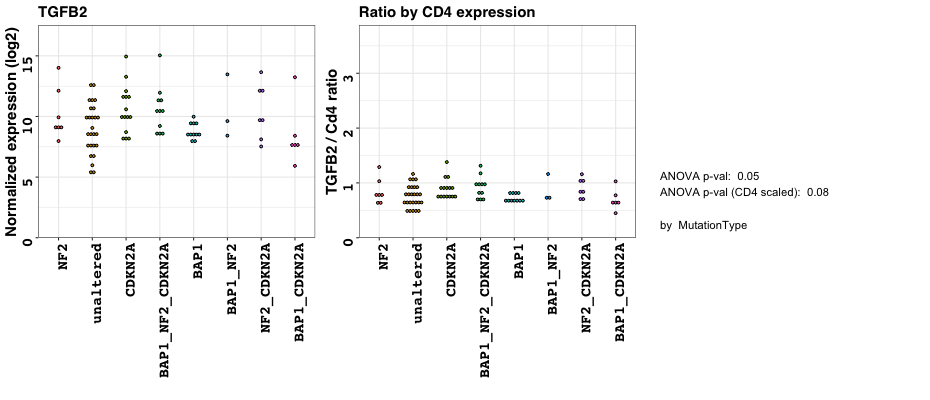 TGFB2
Normalized expression (log2)
15
10
5
0
NF2
unaltered
CDKN2A
BAP1_NF2_CDKN2A
BAP1
BAP1_NF2
NF2_CDKN2A
BAP1_CDKN2A
Ratio by CD4 expression
TGFB2 / Cd4 ratio
3
2
1
0
NF2
unaltered
CDKN2A
BAP1_NF2_CDKN2A
BAP1
BAP1_NF2
NF2_CDKN2A
BAP1_CDKN2A
ANOVA p-val:  0.05
ANOVA p-val (CD4 scaled):  0.08
by  MutationType